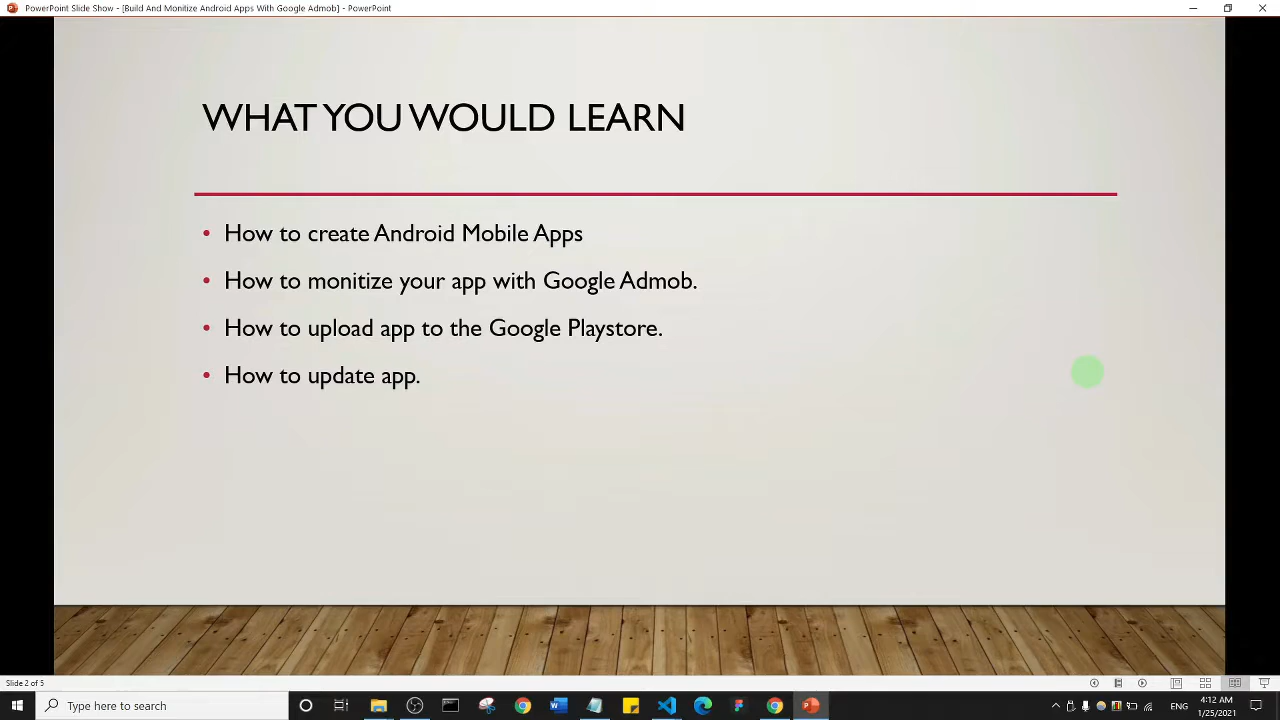 PowerPoint Slide Show - [Build And Monitize Android Apps With Google Admob] - PowerPoint
WHAT YOU WOULD LEARN
• How to create Android Mobile Apps
• How to monitize your app with Google Admob.
• How to upload app to the Google Playstore.
• How to update app.
Slide 2 of 5
Type here to search
ENG
4:12 AM
1/25/2021